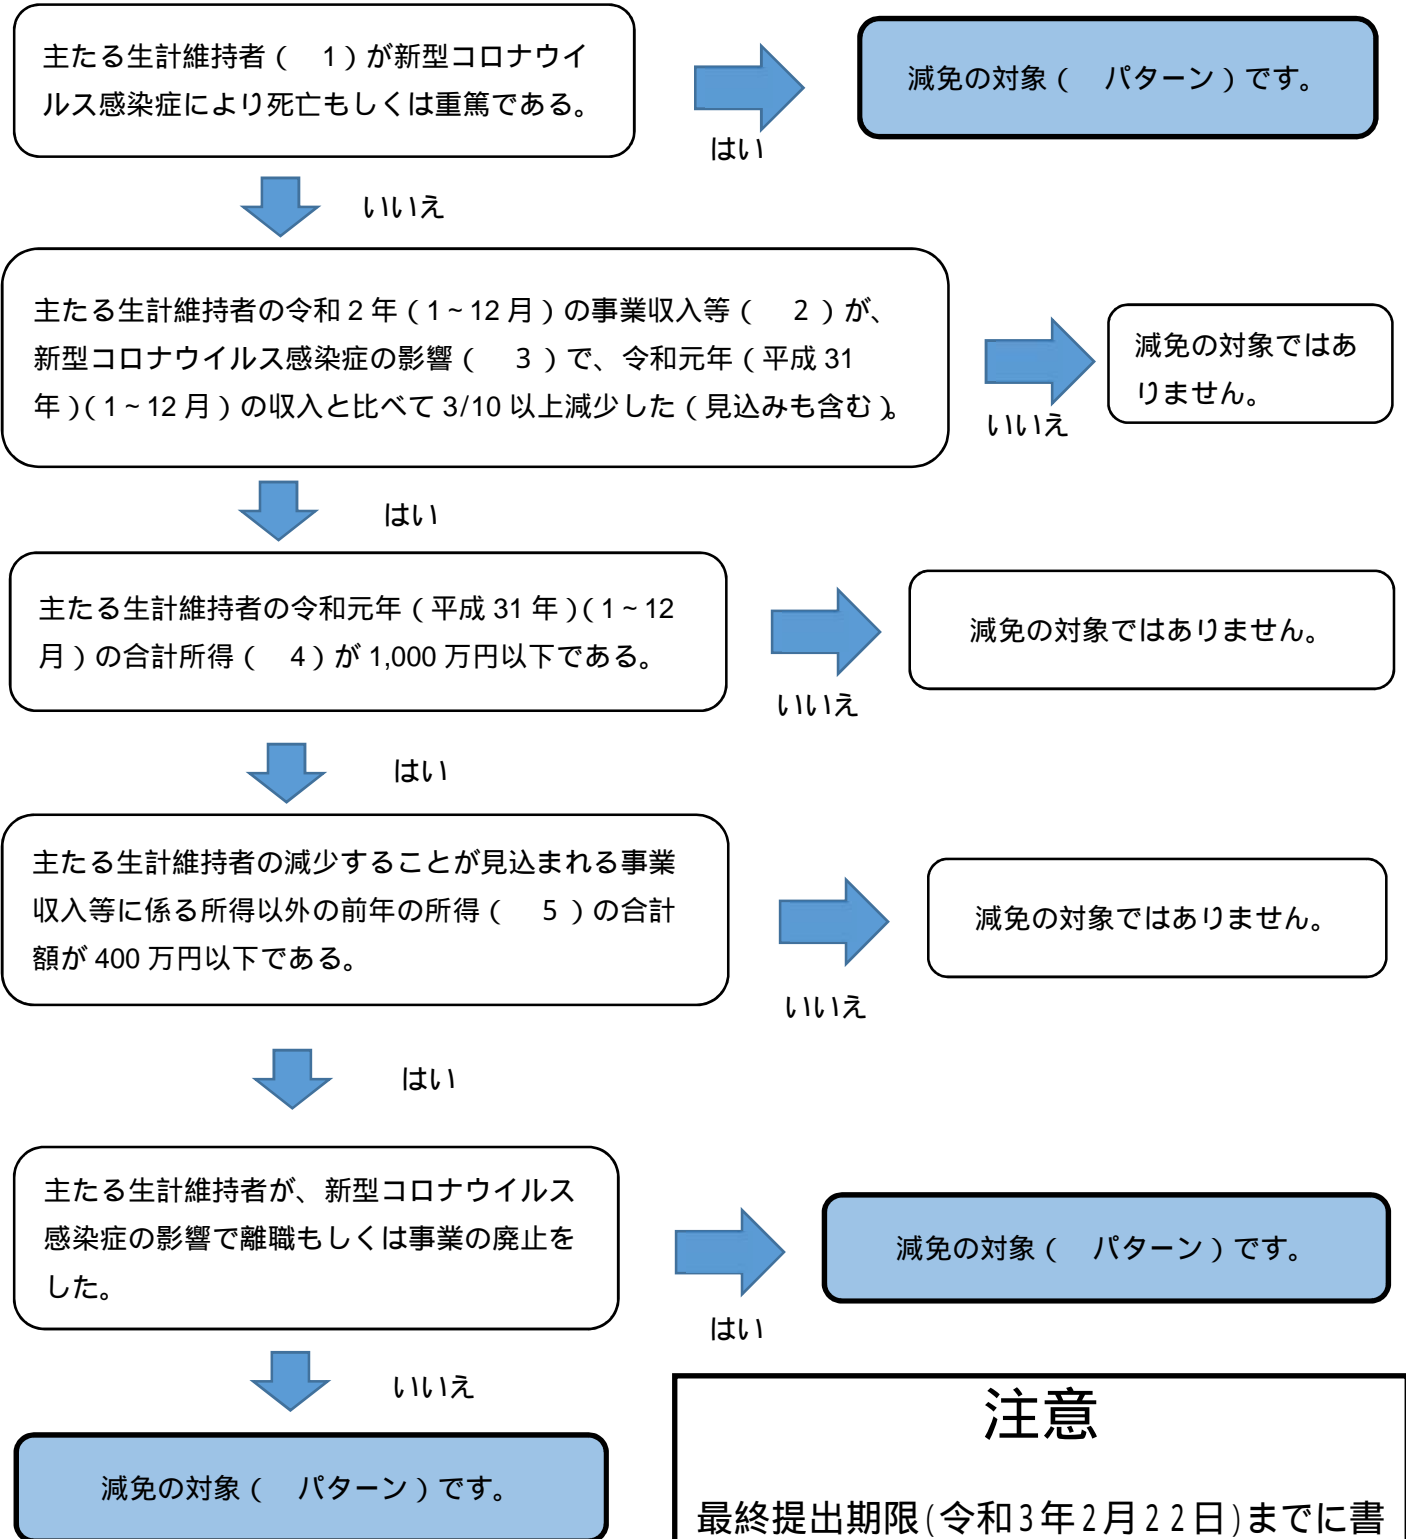 主たる生計維持者（　1）が新型コロナウイ
ルス感染症により死亡もしくは重篤である。
減免の対象（　パターン）です。
はい
いいえ
主たる生計維持者の令和2年（1~12月）の事業収入等（　2）が、
新型コロナウイルス感染症の影響（　3）で、令和元年（平成31
年）（1~12月）の収入と比べて3/10以上減少した（見込みも含む）。
減免の対象ではあ
りません。
いいえ
はい
主たる生計維持者の令和元年（平成31年）（1~12
月）の合計所得（　4）が1,000万円以下である。
減免の対象ではありません。
いいえ
はい
主たる生計維持者の減少することが見込まれる事業
収入等に係る所得以外の前年の所得（　5）の合計
額が400万円以下である。
減免の対象ではありません。
いいえ
はい
主たる生計維持者が、新型コロナウイルス
感染症の影響で離職もしくは事業の廃止を
した。
減免の対象（　パターン）です。
はい
いいえ
減免の対象（　パターン）です。
注意
最終提出期限(令和3年2月22日)までに書